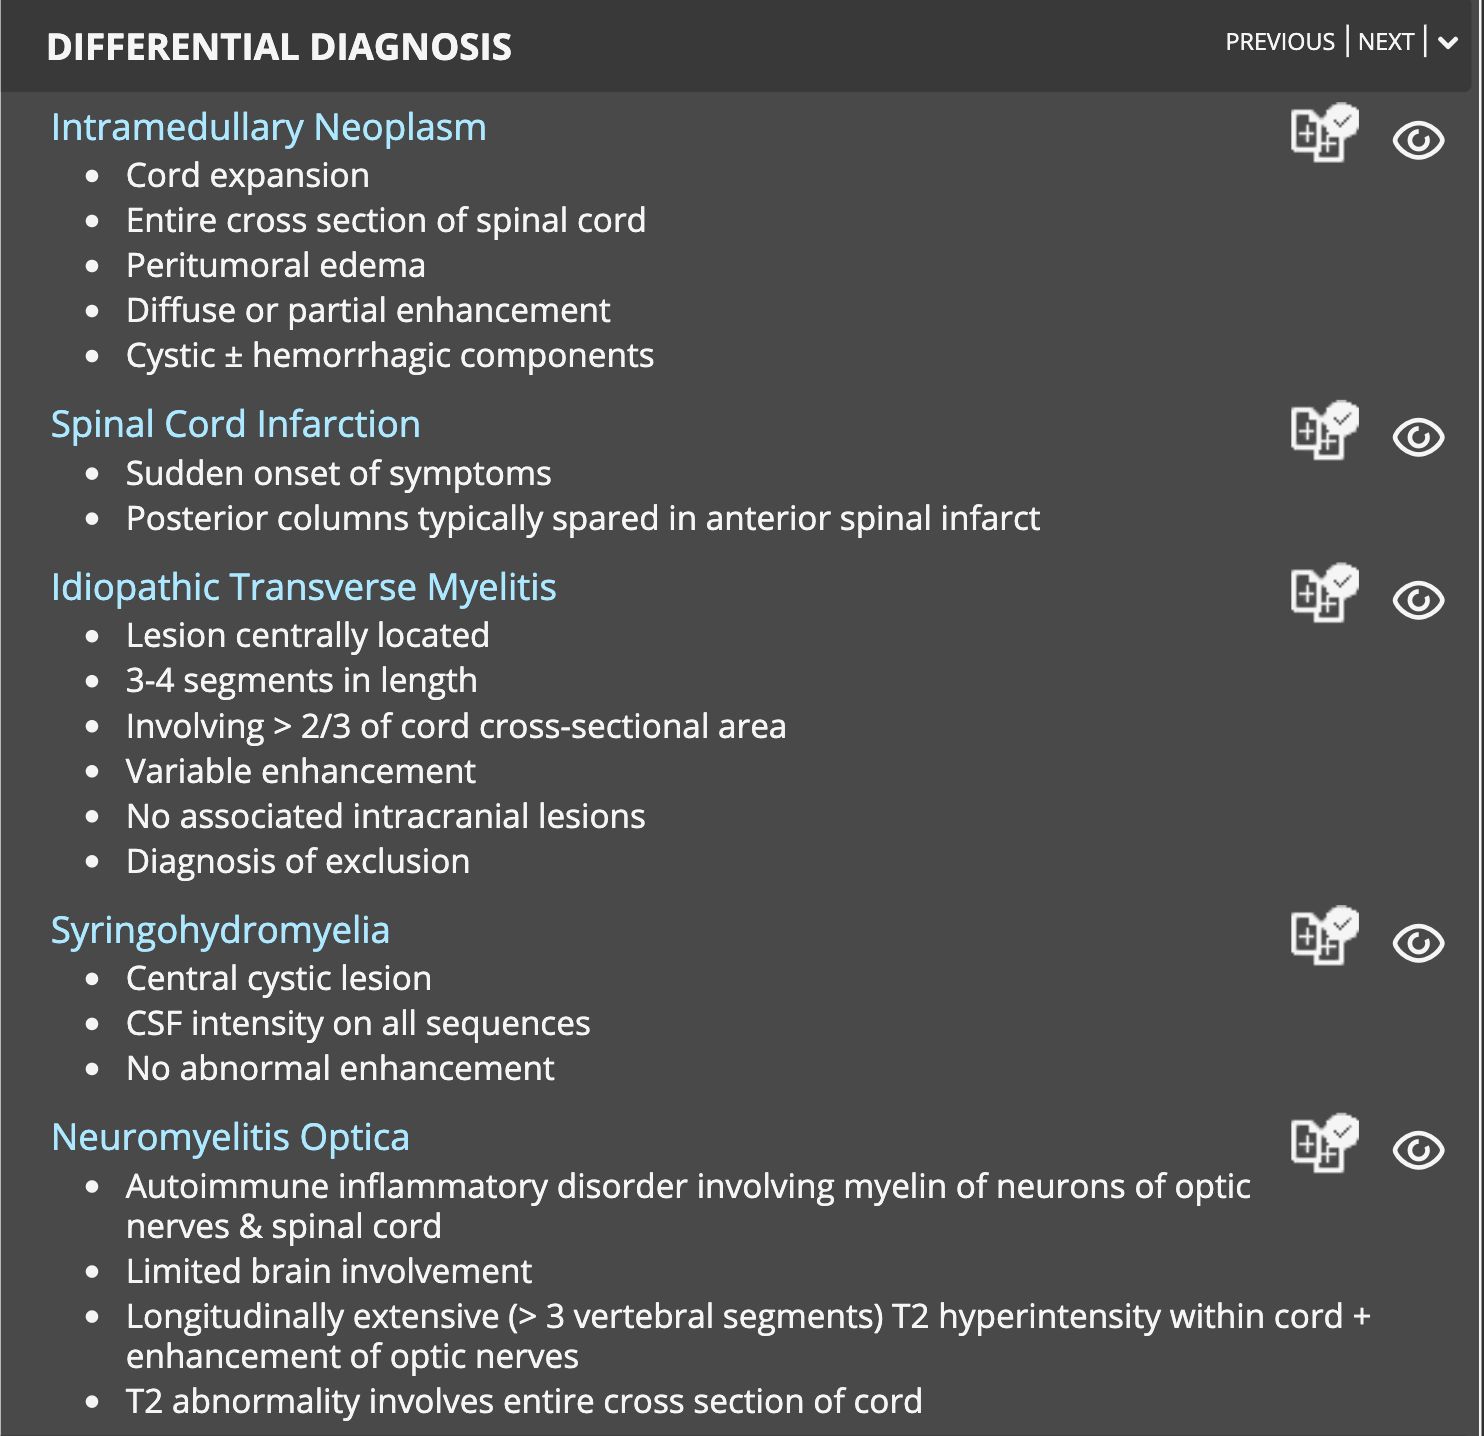 DIFFERENTIAL DIAGNOSIS
PREVIOUS | NEXT |
Intramedullary Neoplasm
• Cord expansion
• Entire cross section of spinal cord
• Peritumoral edema
• Diffuse or partial enhancement
• Cystic ± hemorrhagic components
Spinal Cord Infarction
• Sudden onset of symptoms
• Posterior columns typically spared in anterior spinal infarct
Idiopathic Transverse Myelitis
• Lesion centrally located
• 3-4 segments in length
• Involving > 2/3 of cord cross-sectional area
• Variable enhancement
• No associated intracranial lesions
• Diagnosis of exclusion
Syringohydromyelia
• Central cystic lesion
• CSF intensity on all sequences
• No abnormal enhancement
Neuromyelitis Optica
• Autoimmune inflammatory disorder involving myelin of neurons of optic
nerves & spinal cord
• Limited brain involvement
• Longitudinally extensive (> 3 vertebral segments) T2 hyperintensity within cord +
enhancement of optic nerves
• T2 abnormality involves entire cross section of cord